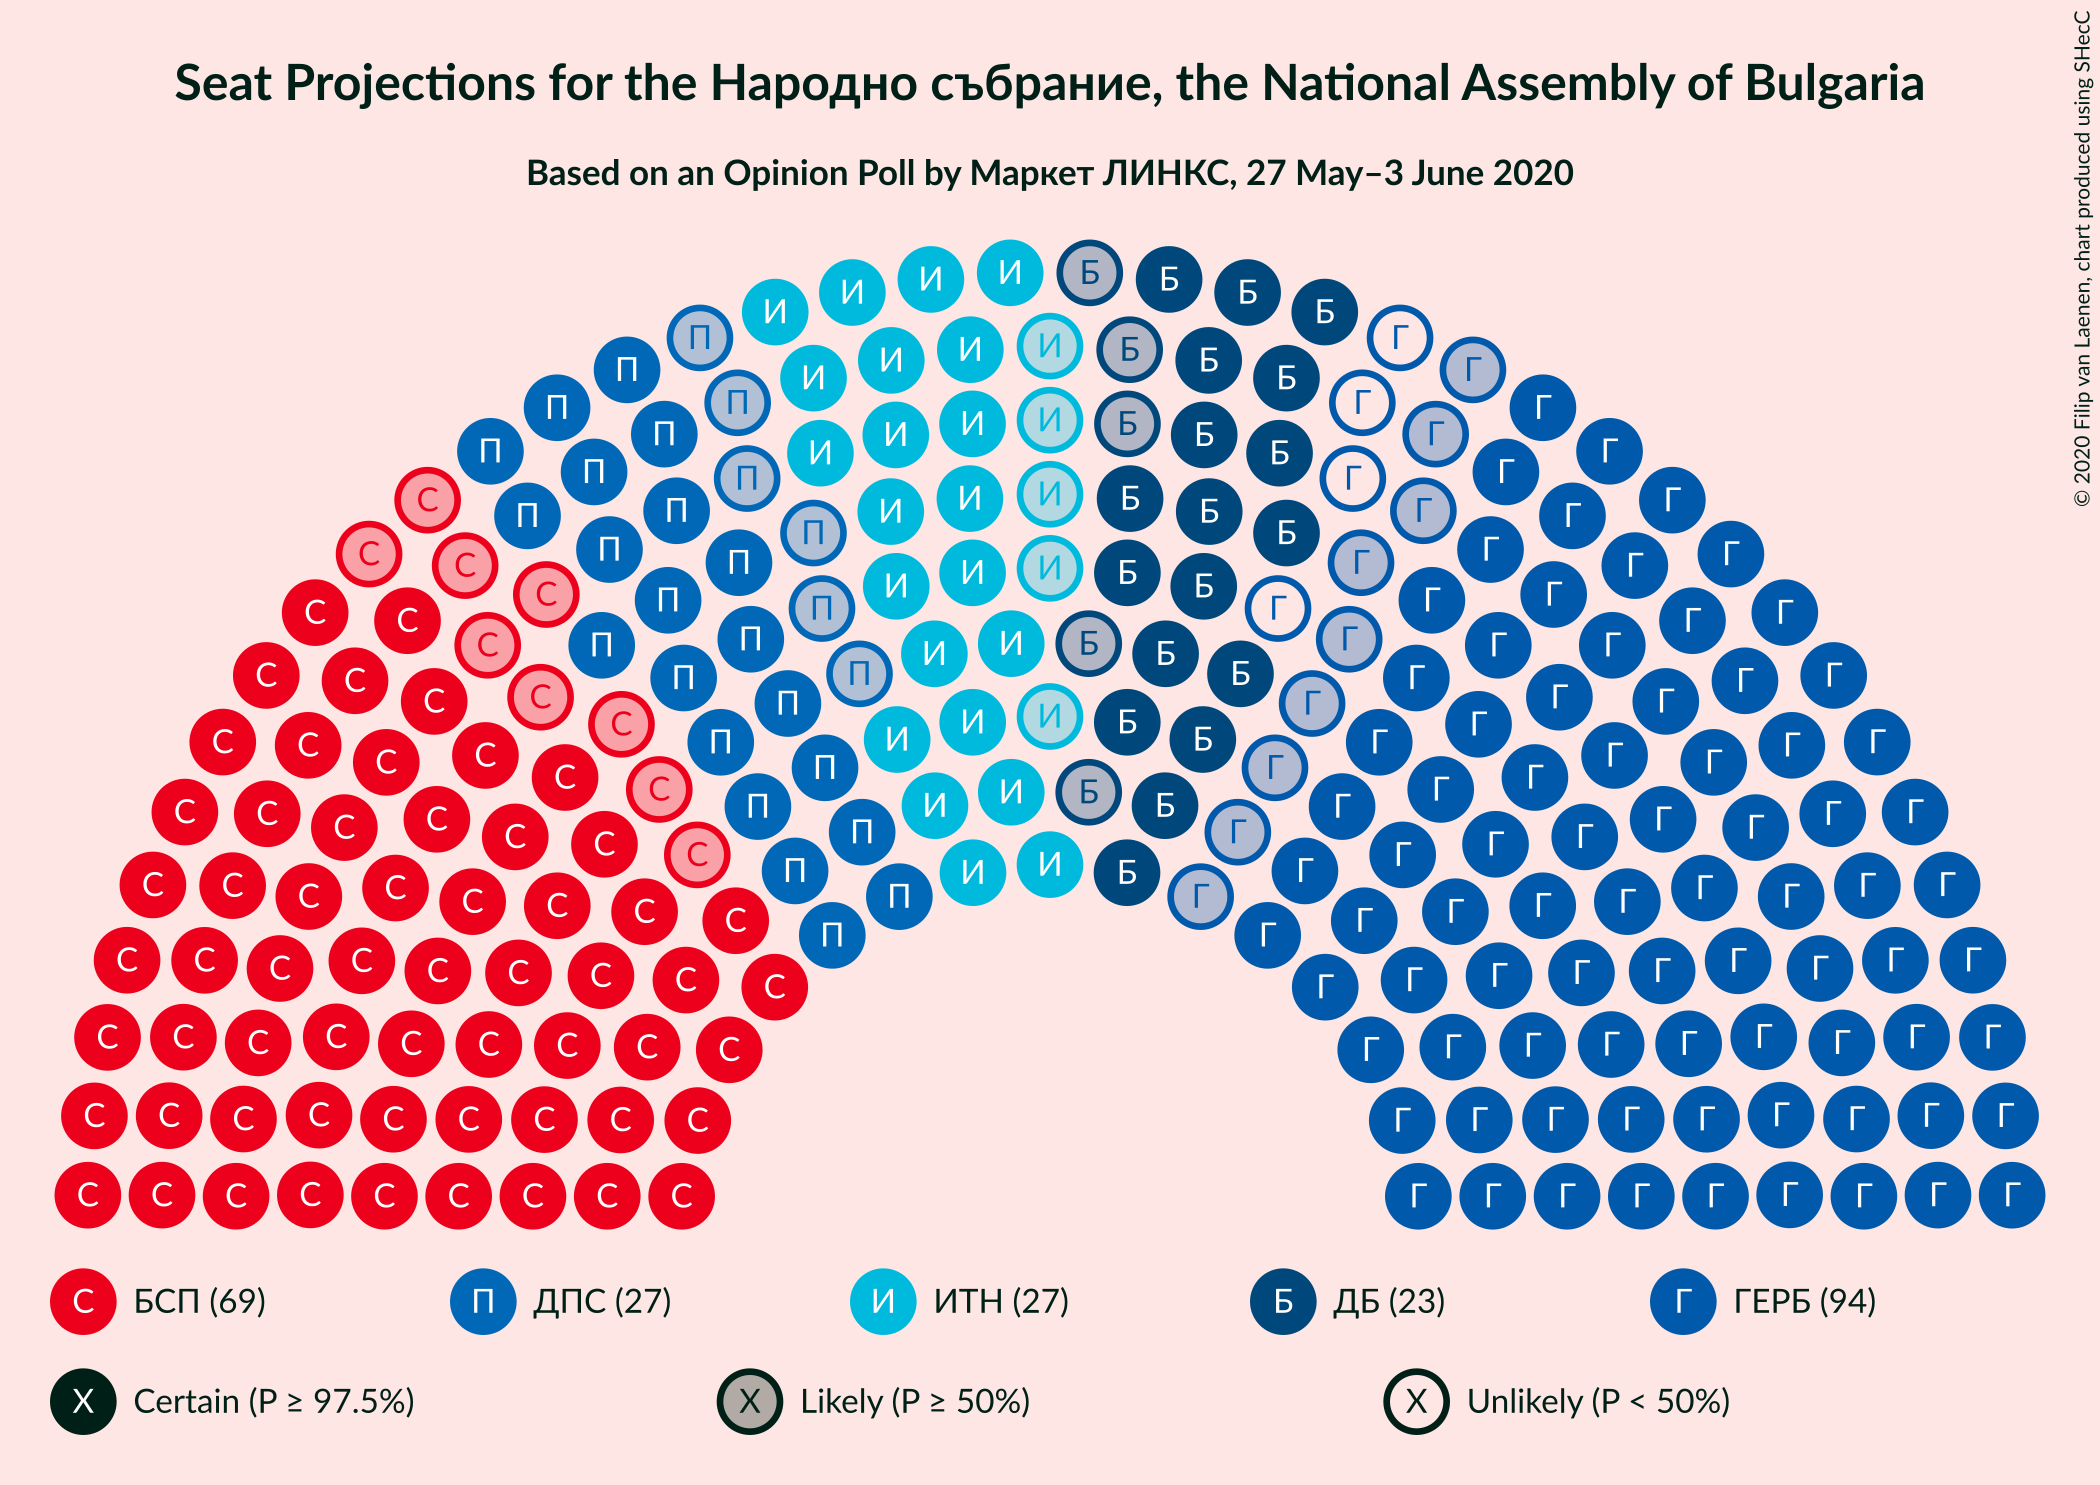 Seat Projections for the Народно събрание, the National Assembly of Bulgaria
Based on an Opinion Poll by Маркет ЛИНКС, 27 May–3 June 2020
© 2020 Filip van Laenen, chart produced using SHecC
И И И И Б Б Б Б
П И И И И Б Б Б Г Г
С БСП (69) П ДПС (27) И ИТН (27) Б ДБ (23) Г ГЕРБ (94)
X Certain (P ≥ 97.5%) X Likely (P ≥ 50%) X Unlikely (P < 50%)